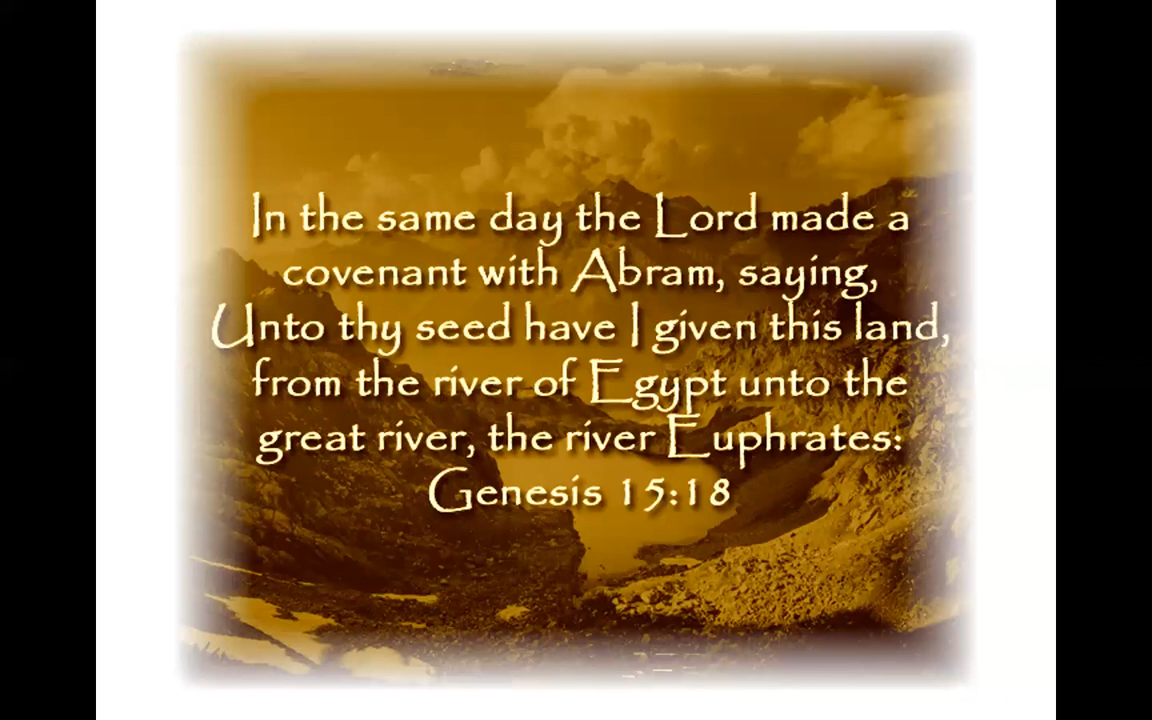 In the same day the Lord made a
covenant with Abram, saying,
Unto thy seed have I given this land,
from the river of Egypt unto the
great river, the river Euphrates:
Genesis 15:18